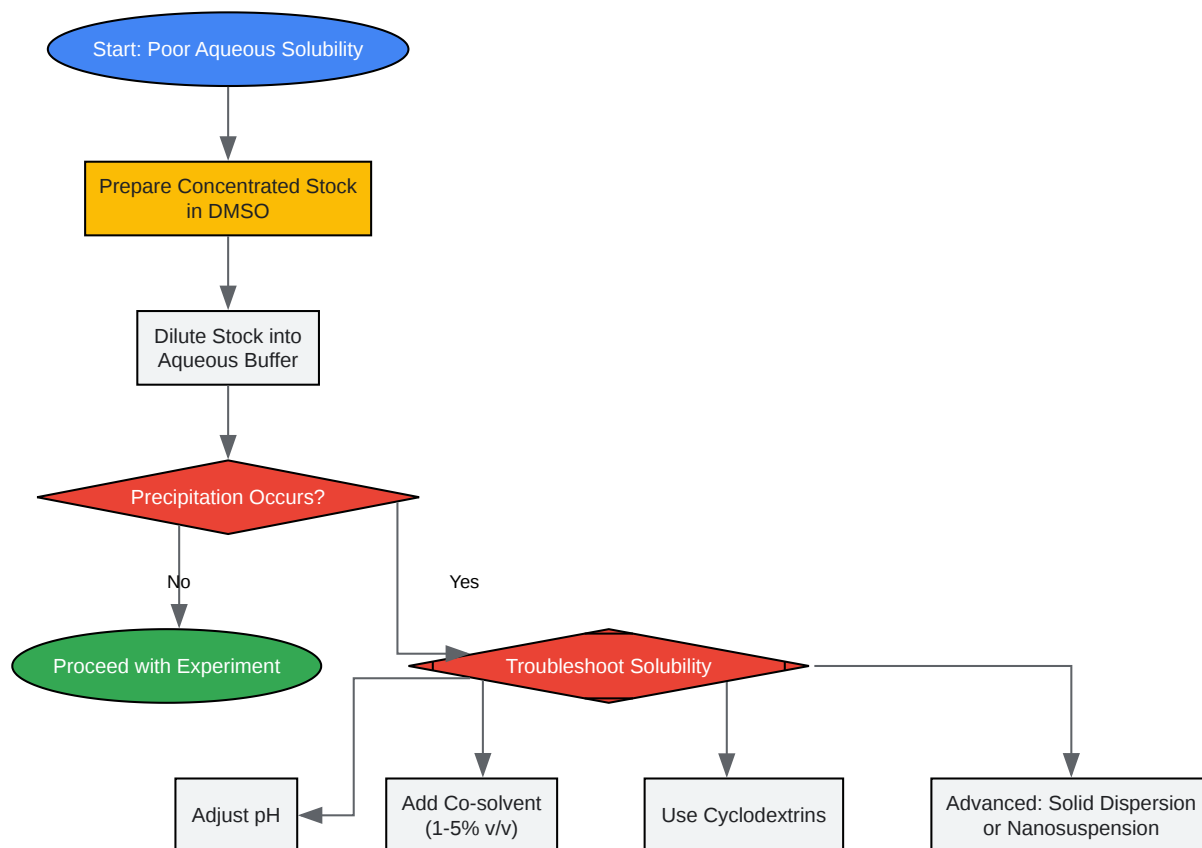 Start: Poor Aqueous Solubility
Prepare Concentrated Stock
in DMSO
Dilute Stock into
Aqueous Buffer
Precipitation Occurs?
No
Yes
Proceed with Experiment
Troubleshoot Solubility
Adjust pH
Add Co-solvent
(1-5% v/v)
Use Cyclodextrins
Advanced: Solid Dispersion
or Nanosuspension